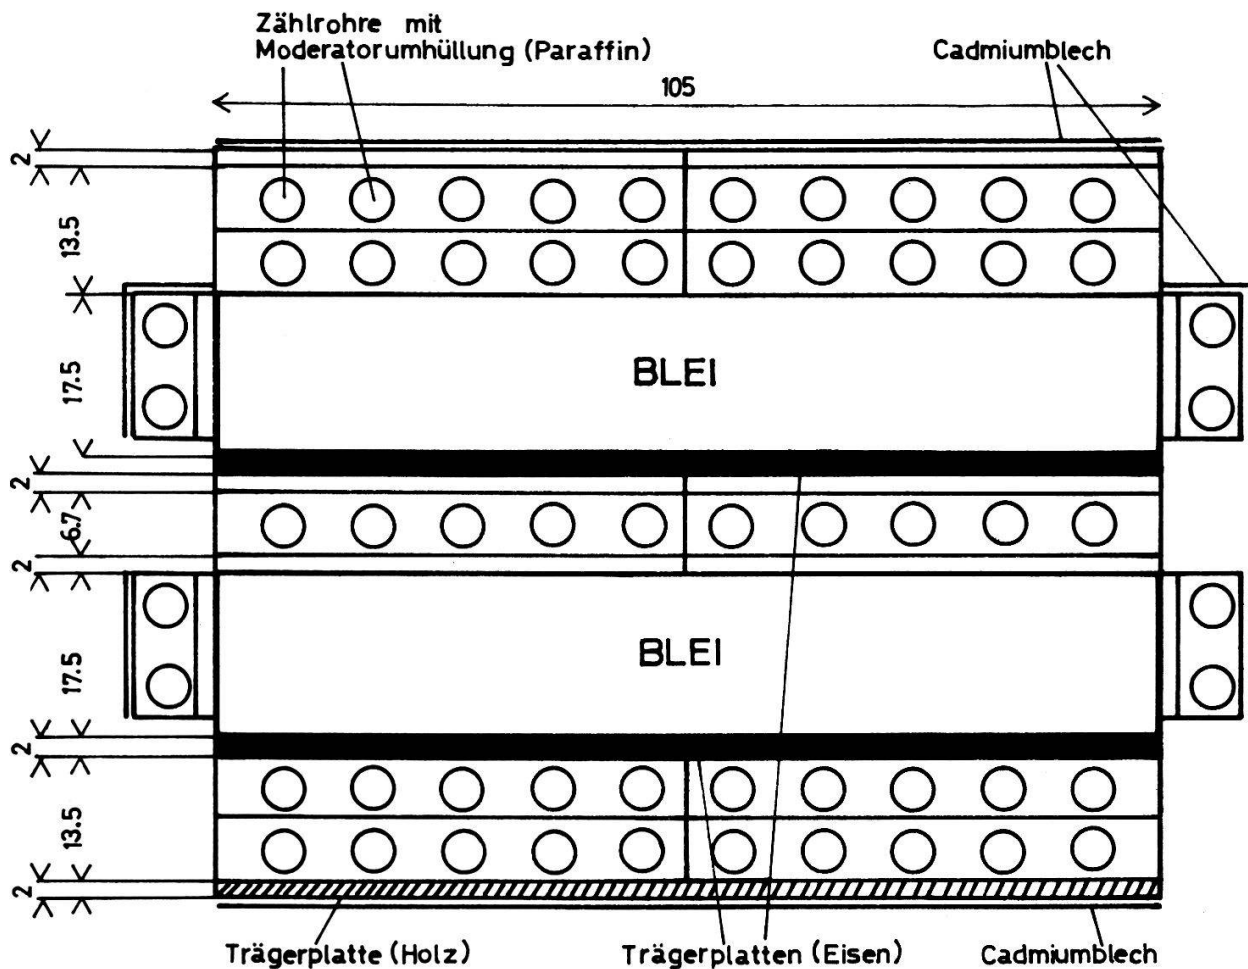 Zählrohre mit
Moderatorumhüllung (Paraffin)
Cadmiumblech
105
2
13.5
17.5
BLEI
2
6.7
2
17.5
BLEI
2
13.5
2
Trägerplatte (Holz)
Trägerplatten (Eisen)
Cadmiumblech